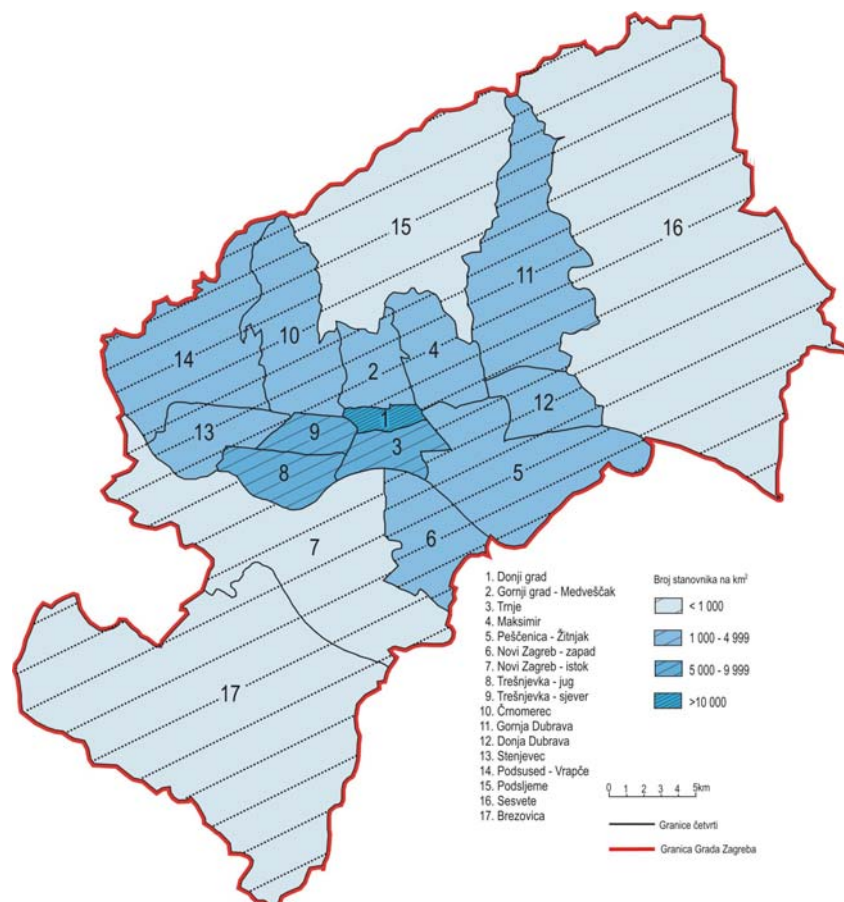 15
16
11
14
10
2
4
12
1
13
9
3
8
5
7
6
17
1. Donji grad
2. Gornji grad - Medveščak
3. Trnje
4. Maksimir
5. Peščenica - Žitnjak
6. Novi Zagreb - zapad
7. Novi Zagreb - istok
8. Trešnjevka - jug
9. Trešnjevka - sjever
10. Črnomerec
11. Gornja Dubrava
12. Donja Dubrava
13. Stenjevec
14. Podsused - Vrapče
15. Podsljeme
16. Sesvete
17. Brezovica
Broj stanovnika na km²
< 1 000
1 000 - 4 999
5 000 - 9 999
>10 000
0 1 2 3 4 5km
Granice četvrti
Granica Grada Zagreba